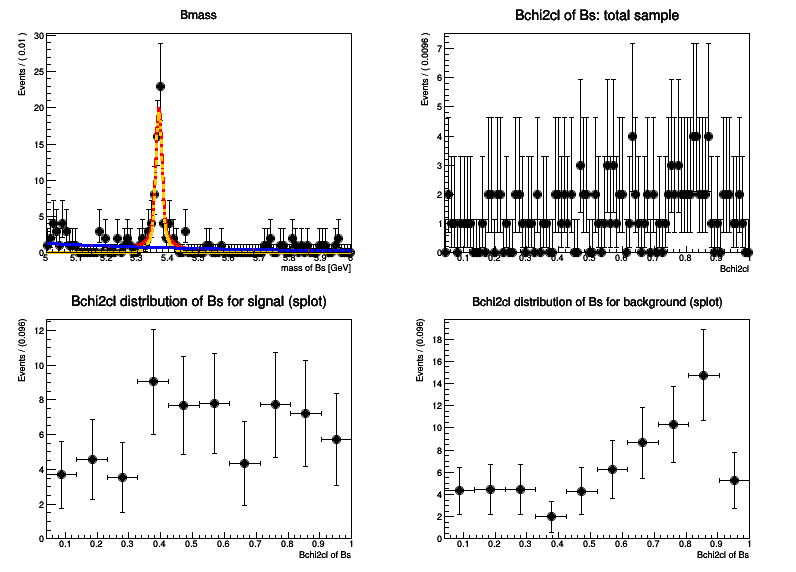 Bmass
Events / ( 0.01 )
30
25
20
15
10
5
0
5 5.1 5.2 5.3 5.4 5.5 5.6 5.7 5.8 5.9 6
mass of Bs [GeV]
Bchi2cl of Bs: total sample
Events / ( 0.0096 )
7
6
5
4
3
2
1
0
0.1 0.2 0.3 0.4 0.5 0.6 0.7 0.8 0.9 1
Bchi2cl
Bchi2cl distribution of Bs for signal (splot)
Events / (0.096)
12
10
8
6
4
2
0
0.1 0.2 0.3 0.4 0.5 0.6 0.7 0.8 0.9 1
Bchi2cl of Bs
Bchi2cl distribution of Bs for background (splot)
Events / (0.096)
18
16
14
12
10
8
6
4
2
0
0.1 0.2 0.3 0.4 0.5 0.6 0.7 0.8 0.9 1
Bchi2cl of Bs